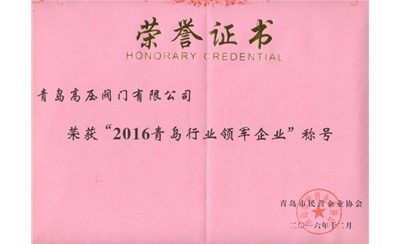 荣誉证书
HONORARY CREDENTIAL
青岛高压阀门有限公司
荣获“2016青岛行业领军企业”称号
青岛市民营企业协会
二〇一六年十二月